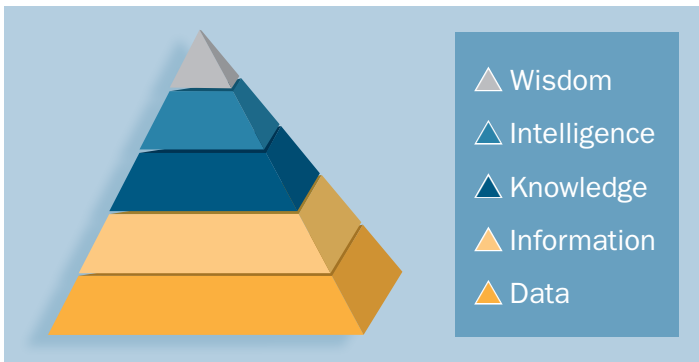 Wisdom
Intelligence
Knowledge
Information
Data